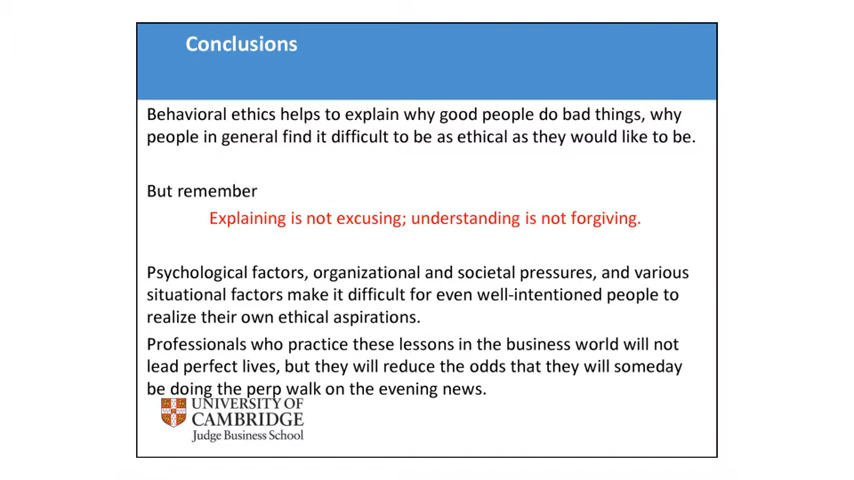 Conclusions
Behavioral ethics helps to explain why good people do bad things, why
people in general find it difficult to be as ethical as they would like to be.
But remember
Explaining is not excusing; understanding is not forgiving.
Psychological factors, organizational and societal pressures, and various
situational factors make it difficult for even well-intentioned people to
realize their own ethical aspirations.
Professionals who practice these lessons in the business world will not
lead perfect lives, but they will reduce the odds that they will someday
be doing the perp walk on the evening news.
UNIVERSITY OF
CAMBRIDGE
Judge Business School